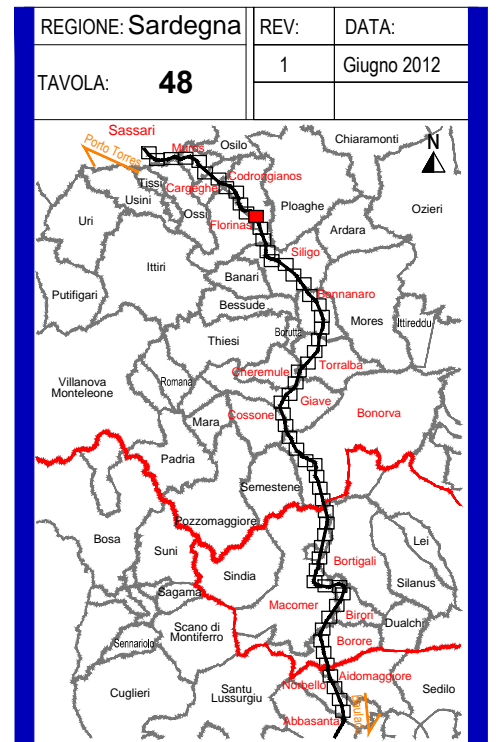 REGIONE: Sardegna
REV:
DATA:
TAVOLA: 48
1
Giugno 2012
Sassari
Porto Torres
Muros
Osilo
Chiaramonti
N
Tissi
Cargeghe
Codrongianos
Usini
Ossi
Ploaghe
Ozieri
Uri
Florinas
Ardara
Siligo
Ittiri
Banari
Bonnanaro
Putifigari
Bessude
Mores
Ittireddu
Thiesi
Borutta
Cheremule
Torralba
Villanova
Monteleone
Romana
Giave
Mara
Cossone
Bonorva
Padria
Semestene
Pozzomaggiore
Bosa
Suni
Lei
Bortigali
Sindia
Silanus
Sagama
Macomer
Birori
Dualchi
Scano di
Montiferro
Sennariolo
Borore
Aidomaggiore
Cuglieri
Santu
Lussurgiu
Norbello
Sedilo
Abbasanta